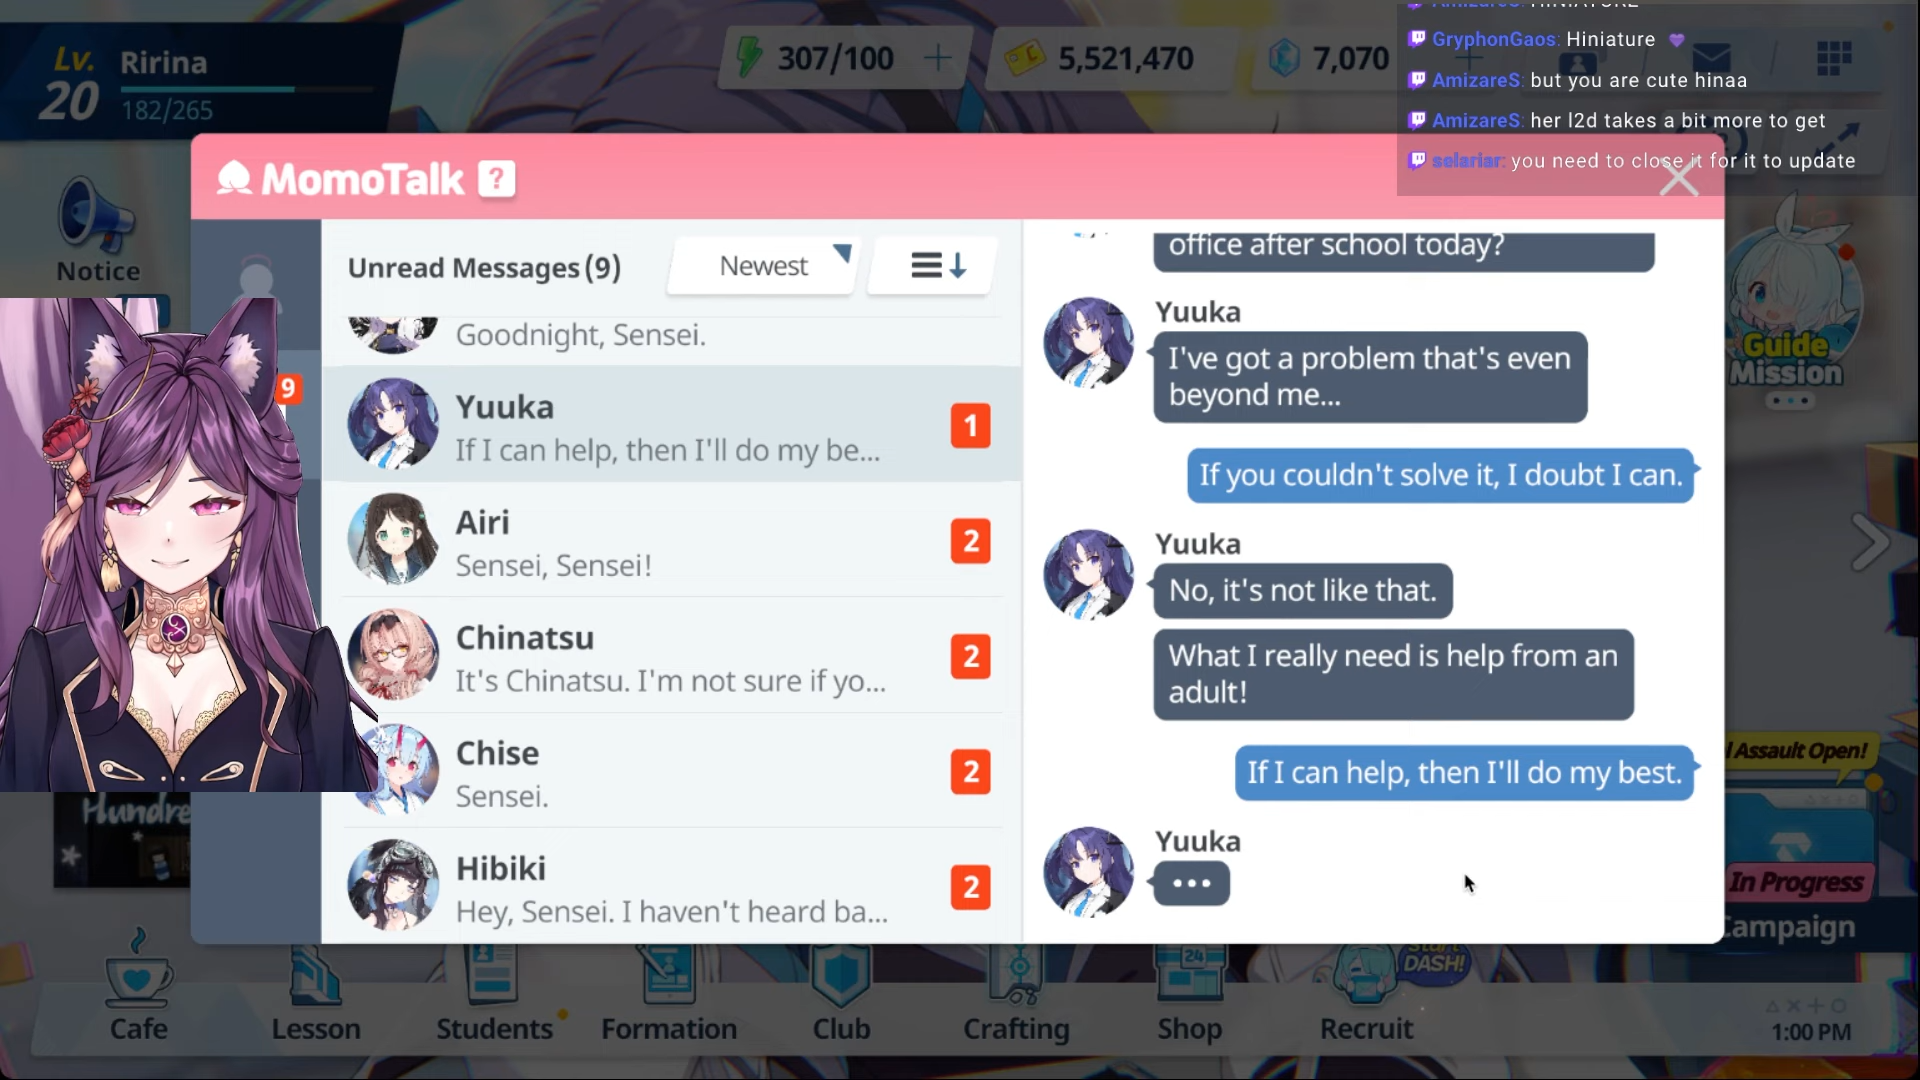 Lv.
20
Ririna
182/265
307/100
5,521,470
7,070
GryphonGaos: Hiniature
AmizareS: but you are cute hinaa
AmizareS: her l2d takes a bit more to get
selariar: you need to close it for it to update
Notice
MomoTalk ?
Unread Messages (9)
Newest
9
Goodnight, Sensei.
Yuuka
If I can help, then I'll do my be...
1
Airi
Sensei, Sensei!
2
Chinatsu
It's Chinatsu. I'm not sure if yo...
2
Chise
Sensei.
2
Hibiki
Hey, Sensei. I haven't heard ba...
2
office after school today?
Yuuka
I've got a problem that's even
beyond me...
If you couldn't solve it, I doubt I can.
Yuuka
No, it's not like that.
What I really need is help from an
adult!
If I can help, then I'll do my best.
Yuuka
...
Guide
Mission
Assault Open!
In Progress
Campaign
Hundre
Cafe
Lesson
Students
Formation
Club
Crafting
24
Shop
DASH!
Recruit
1:00 PM